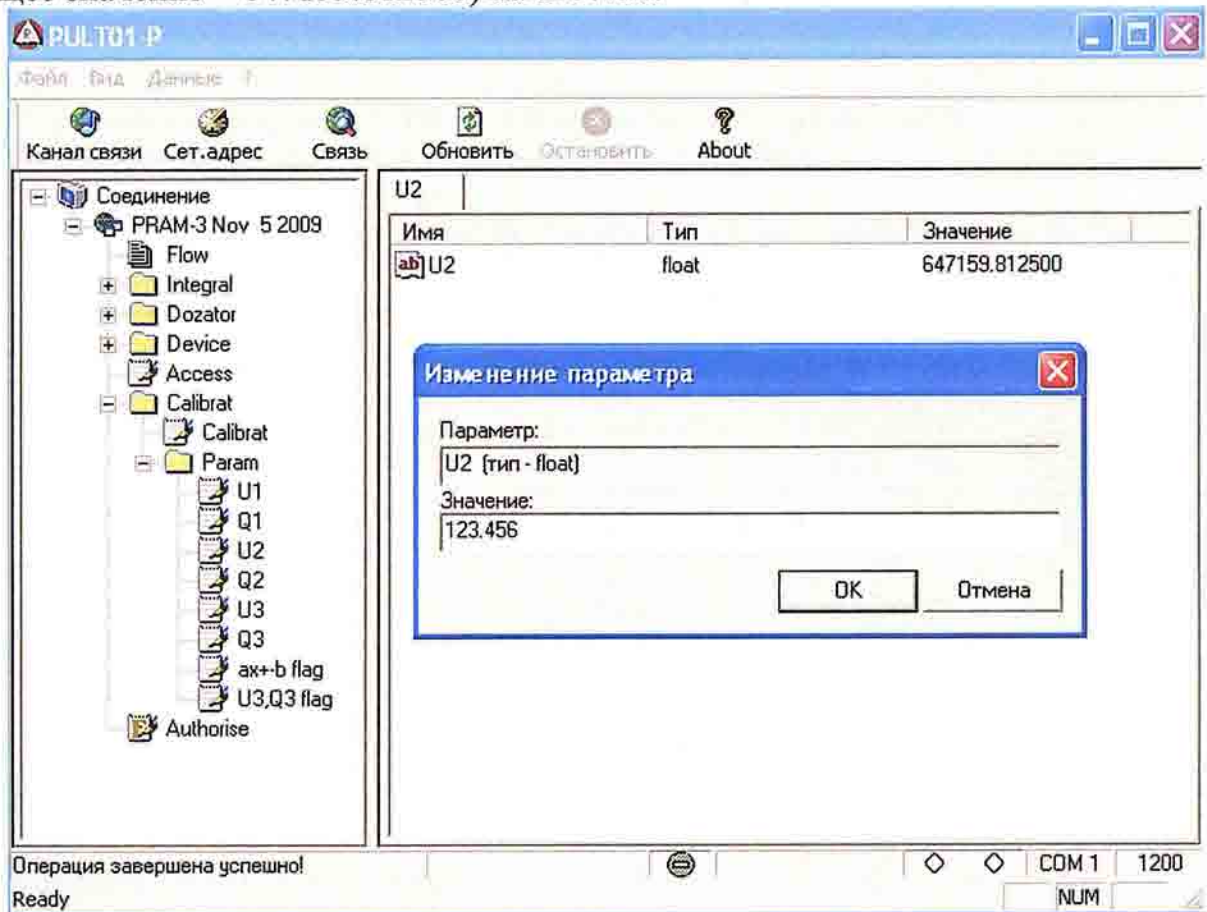 PULT01-P
Файл Вид Данные ?
Канал связи Сет.адрес Связь Обновить Остановить About
Соединение
PRAM-3 Nov 5 2009
Flow
Integral
Dozator
Device
Access
Calibrat
Calibrat
Param
U1
Q1
U2
Q2
U3
Q3
ax+-b flag
U3,Q3 flag
Authorise
U2
Имя Тип Значение
U2 float 647159.812500
Изменение параметра
Параметр:
U2 (тип - float)
Значение:
123.456
OK Отмена
Операция завершена успешно! COM 1 1200
Ready NUM